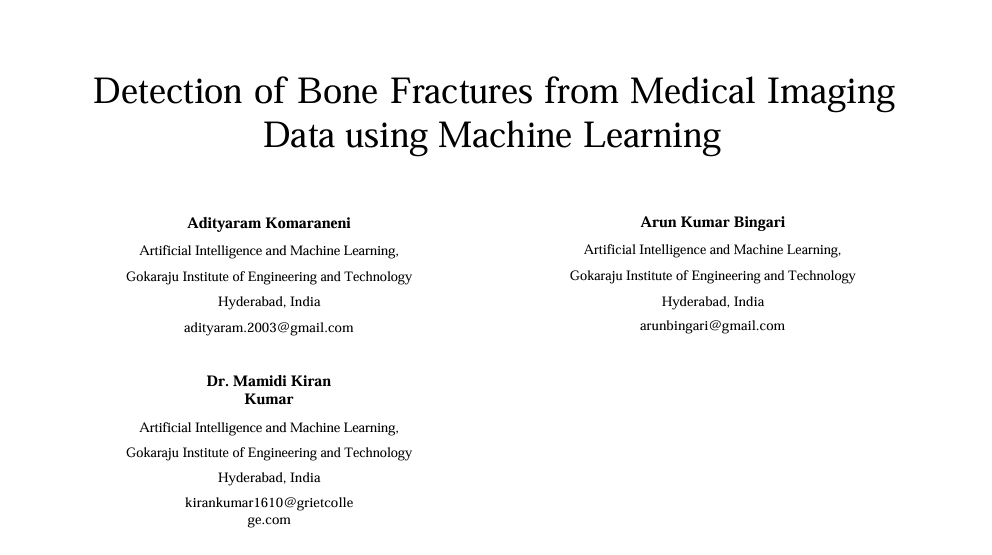 Detection of Bone Fractures from Medical Imaging
Data using Machine Learning
Adityaram Komaraneni
Artificial Intelligence and Machine Learning,
Gokaraju Institute of Engineering and Technology
Hyderabad, India
adityaram.2003@gmail.com
Arun Kumar Bingari
Artificial Intelligence and Machine Learning,
Gokaraju Institute of Engineering and Technology
Hyderabad, India
arunbingari@gmail.com
Dr. Mamidi Kiran
Kumar
Artificial Intelligence and Machine Learning,
Gokaraju Institute of Engineering and Technology
Hyderabad, India
kirankumar1610@grietcolle
ge.com